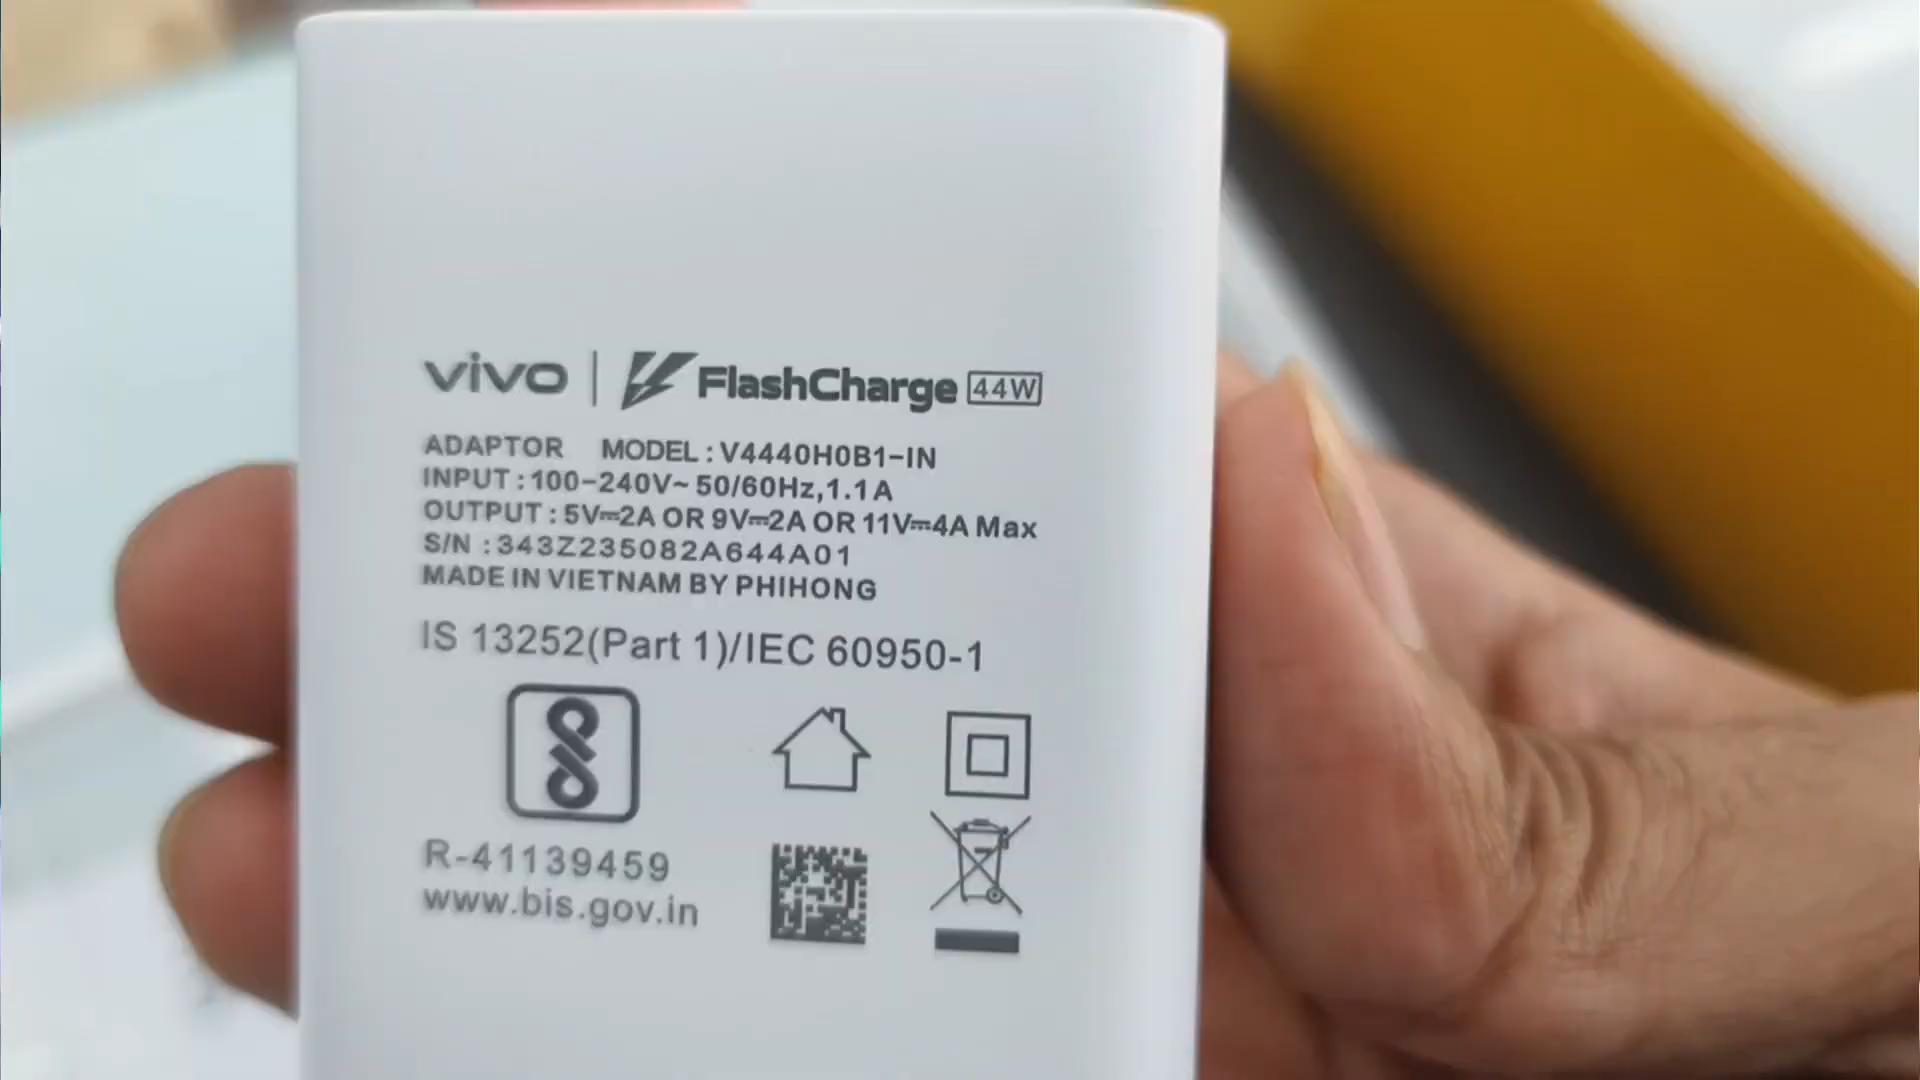 vivo | FlashCharge 44W
ADAPTOR MODEL : V4440H0B1-IN
INPUT : 100-240V~ 50/60Hz,1.1A
OUTPUT : 5V⎓2A OR 9V⎓2A OR 11V⎓4A Max
S/N : 343Z235082A644A01
MADE IN VIETNAM BY PHIHONG
IS 13252(Part 1)/IEC 60950-1
R-41139459
www.bis.gov.in